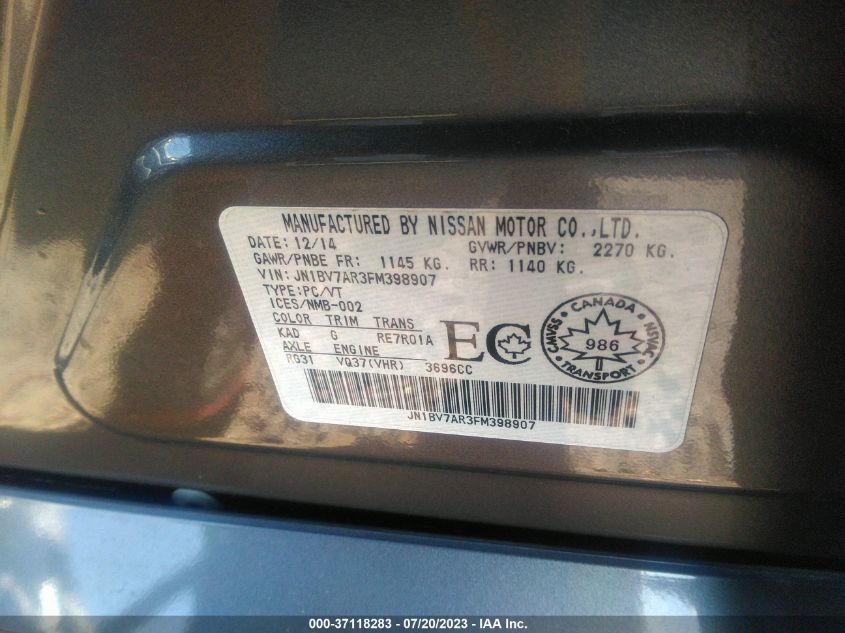 MANUFACTURED BY NISSAN MOTOR CO.,LTD.
DATE: 12/14 GVWR/PNBV: 2270 KG.
GAWR/PNBE FR: 1145 KG. RR: 1140 KG.
VIN: JN1BV7AR3FM398907
TYPE:PC/VT
ICES/NMB-002
COLOR TRIM TRANS
KAD G RE7R01A
AXLE ENGINE
RG31 VQ37(VHR) 3696CC
EC
CANADA
CMVSS 986 NSVAC
TRANSPORT
JN1BV7AR3FM398907
000-37118283 - 07/20/2023 - IAA Inc.